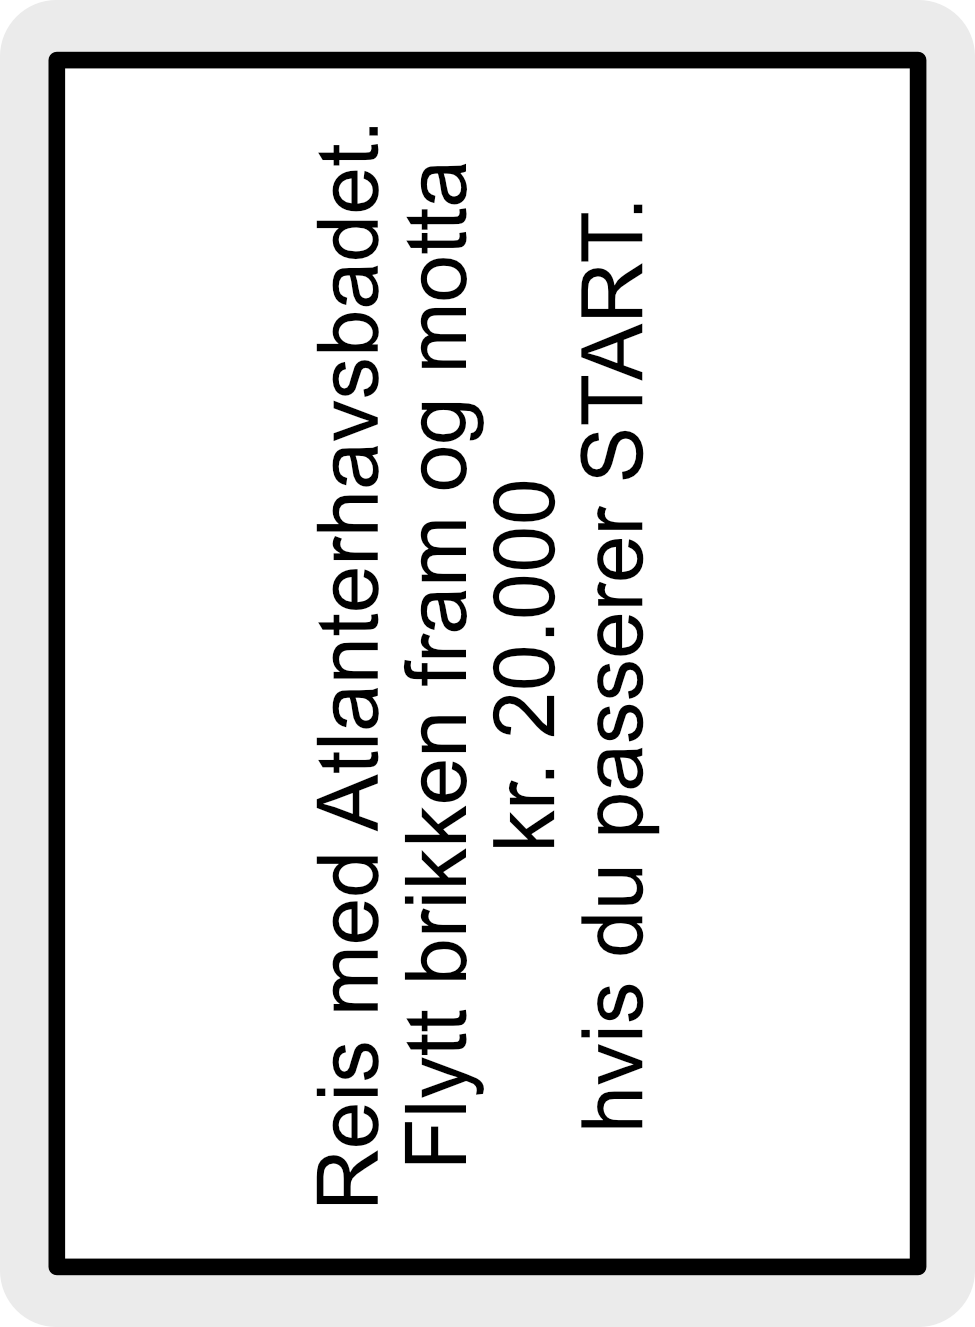 Reis med Atlanterhavsbadet.
Flytt brikken fram og motta
kr. 20.000
hvis du passerer START.